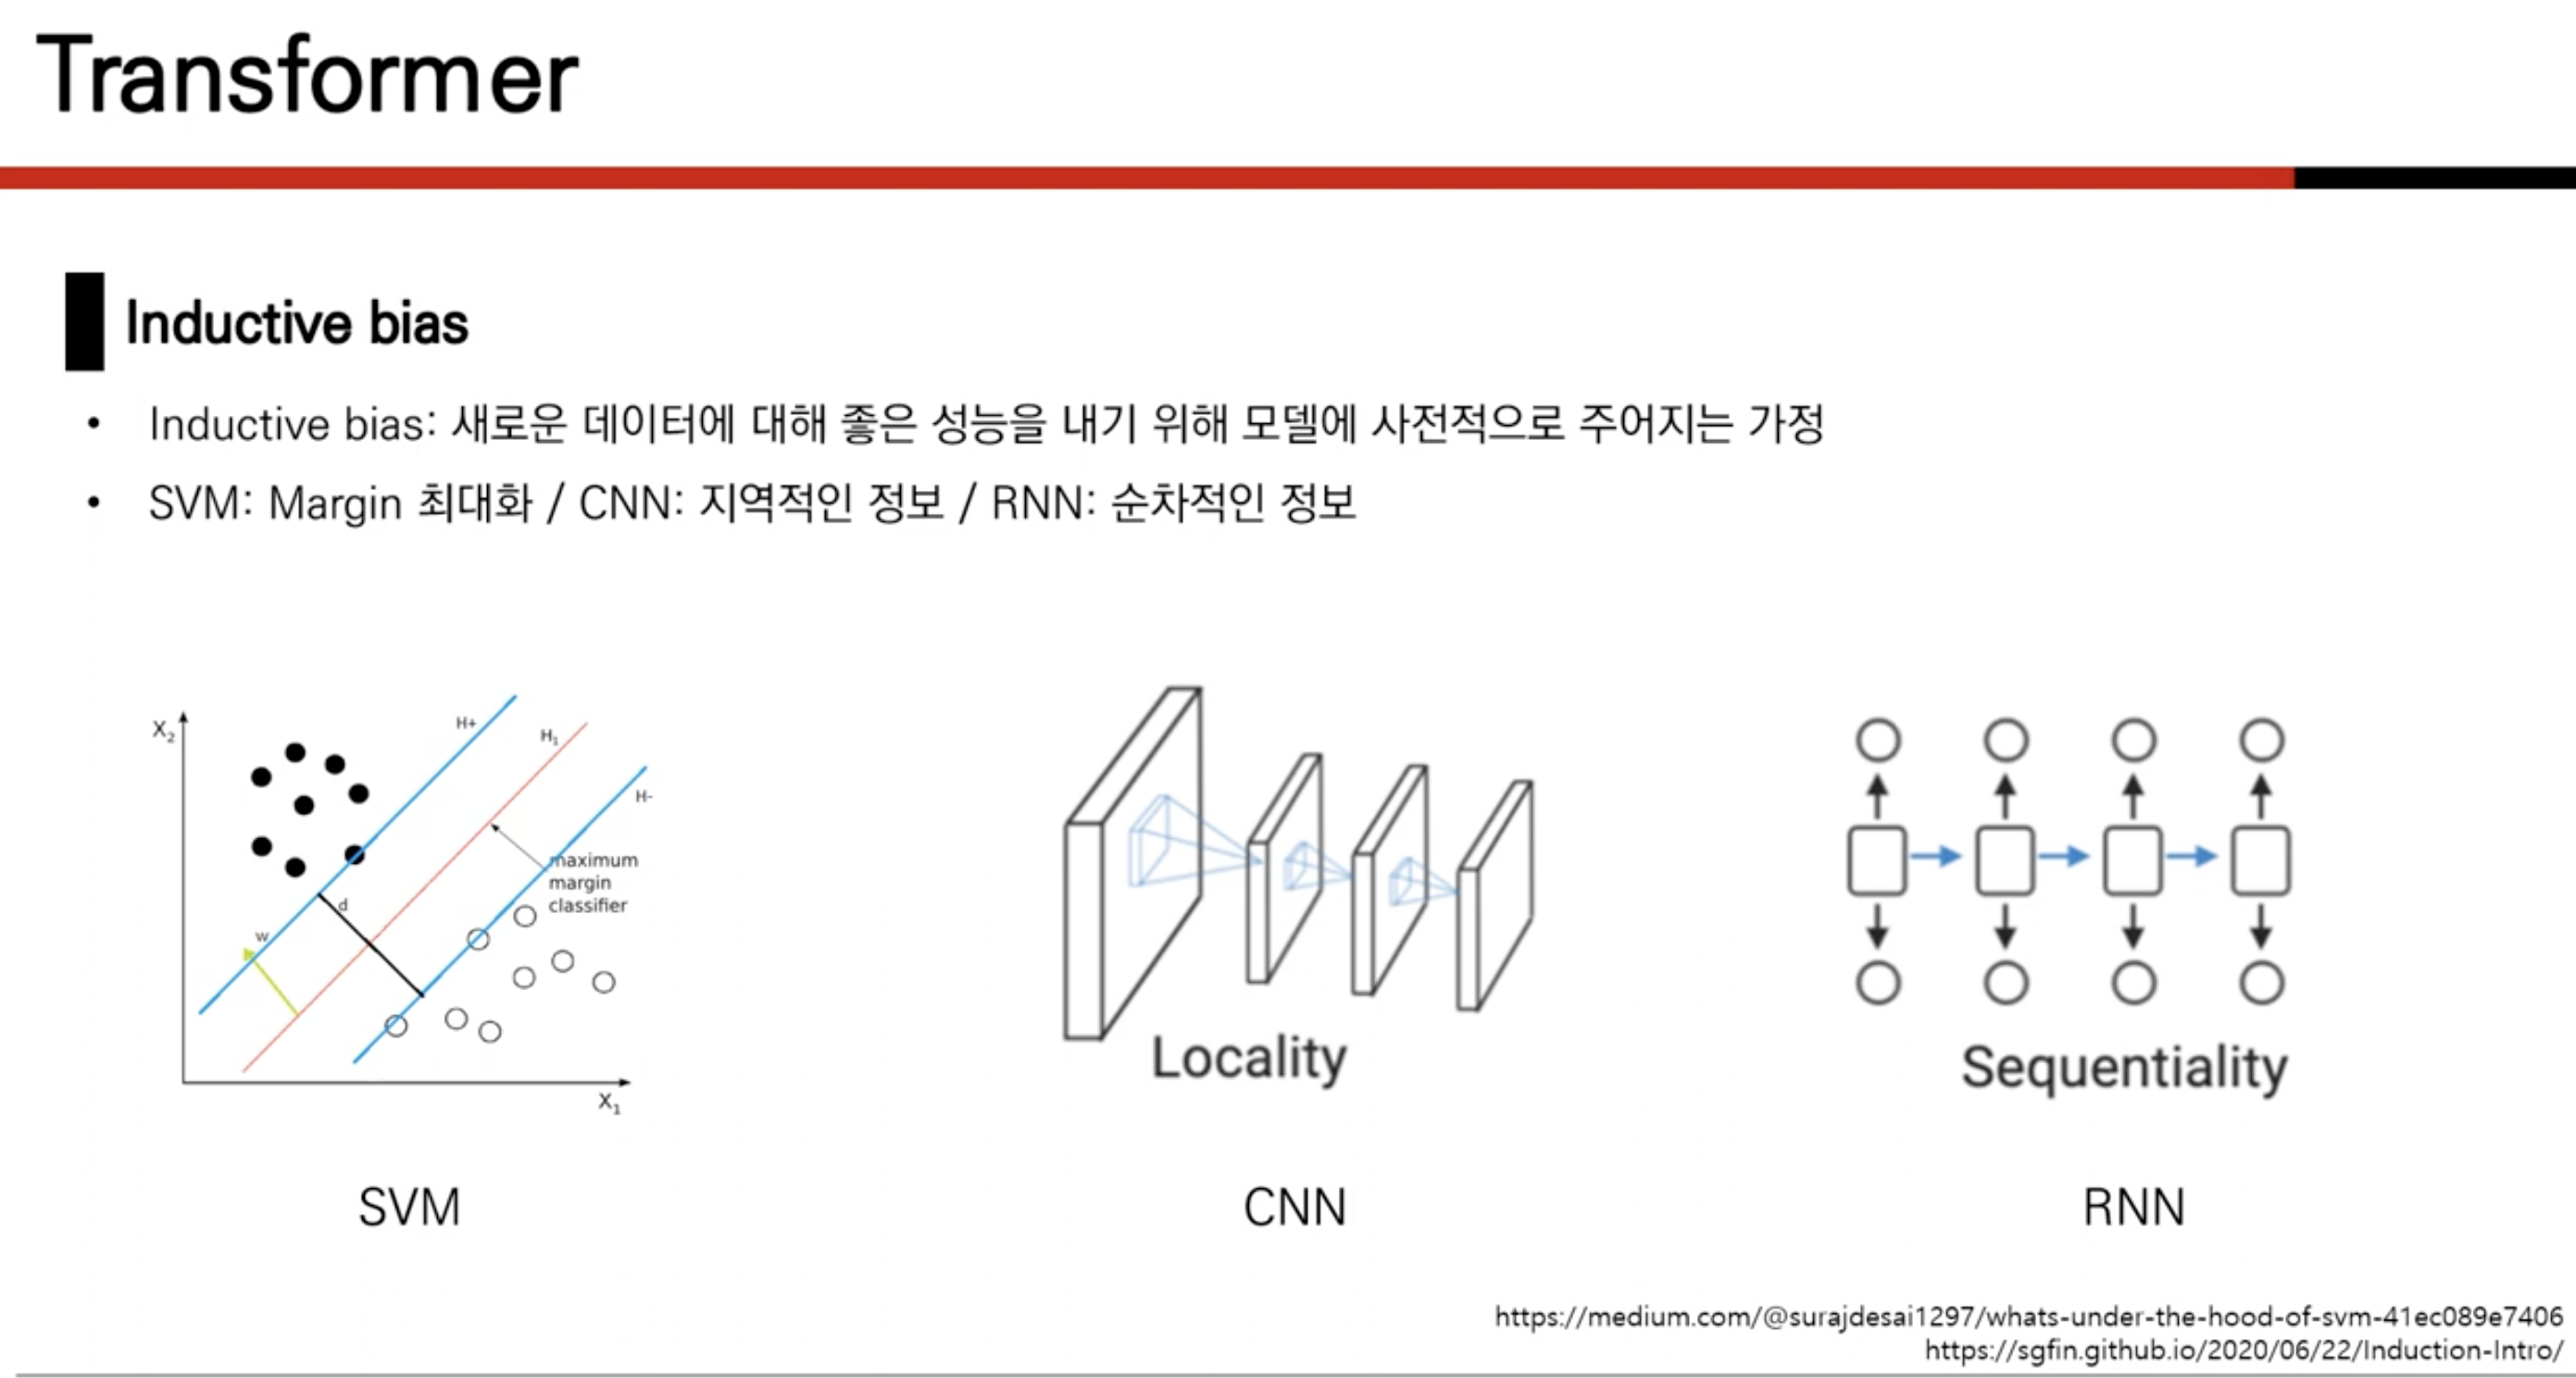 Transformer
Inductive bias
• Inductive bias: 새로운 데이터에 대해 좋은 성능을 내기 위해 모델에 사전적으로 주어지는 가정
• SVM: Margin 최대화 / CNN: 지역적인 정보 / RNN: 순차적인 정보
X₂
H+
H₁
H-
maximum
margin
classifier
d
w
X₁
Locality
Sequentiality
SVM
CNN
RNN
https://medium.com/@surajdesai1297/whats-under-the-hood-of-svm-41ec089e7406
https://sgfin.github.io/2020/06/22/Induction-Intro/